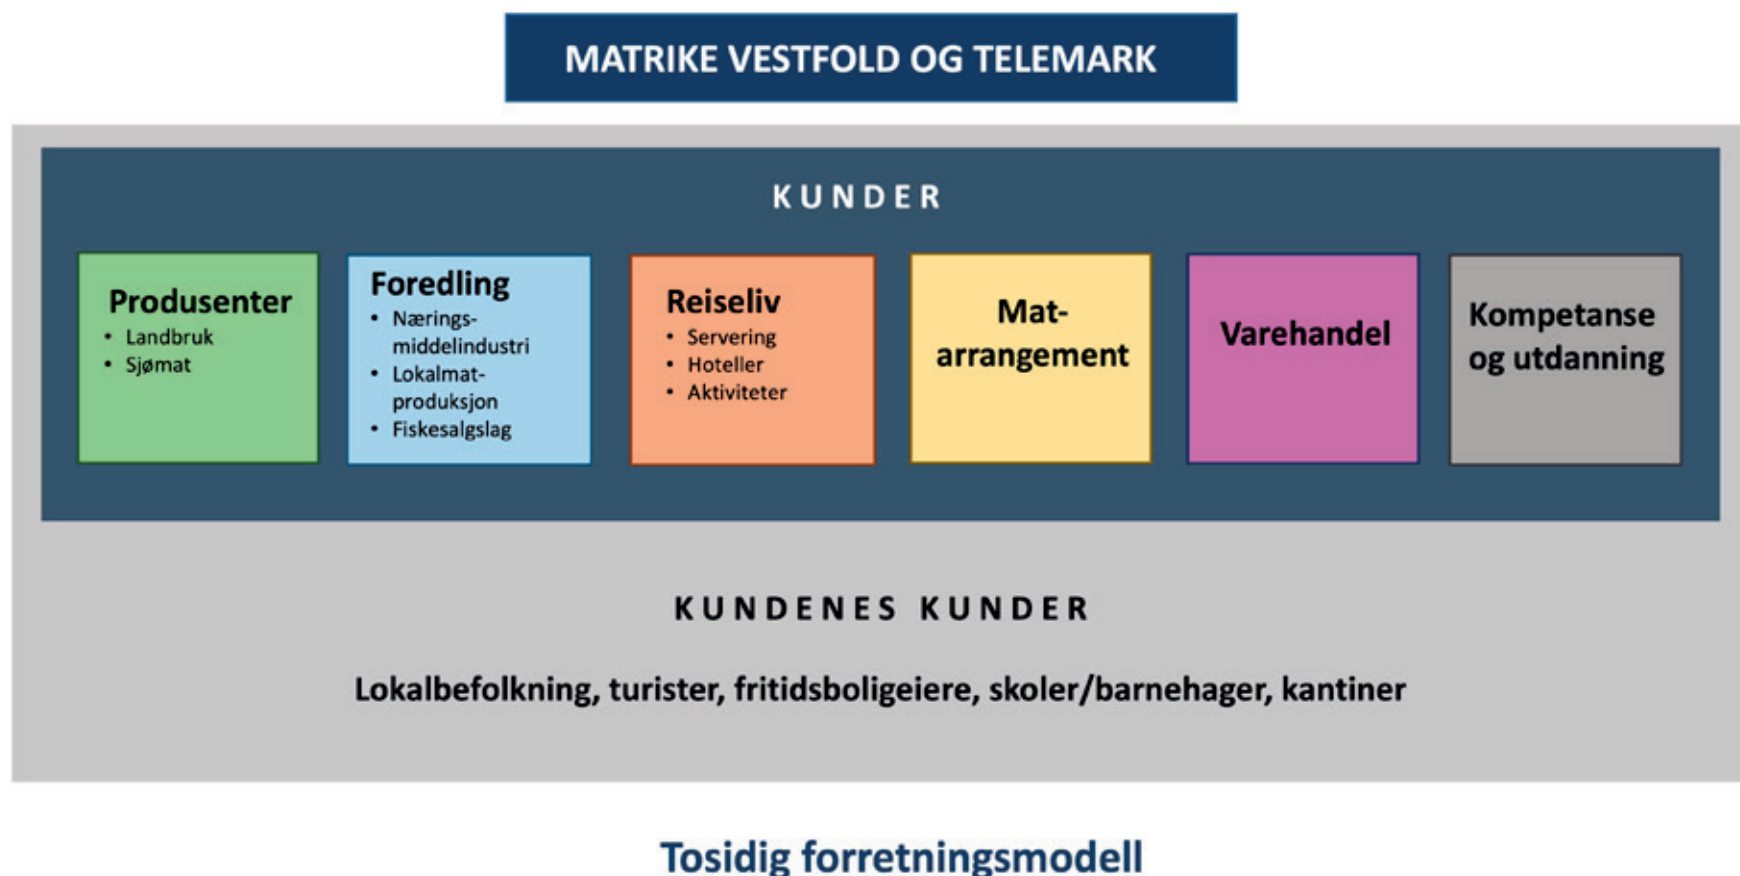 MATRIKE VESTFOLD OG TELEMARK
KUNDER
Produsenter
• Landbruk
• Sjømat
Foredling
• Nærings-
middelindustri
• Lokalmat-
produksjon
• Fiskesalgslag
Reiseliv
• Servering
• Hoteller
• Aktiviteter
Mat-
arrangement
Varehandel
Kompetanse
og utdanning
KUNDENES KUNDER
Lokalbefolkning, turister, fritidsboligeiere, skoler/barnehager, kantiner
Tosidig forretningsmodell